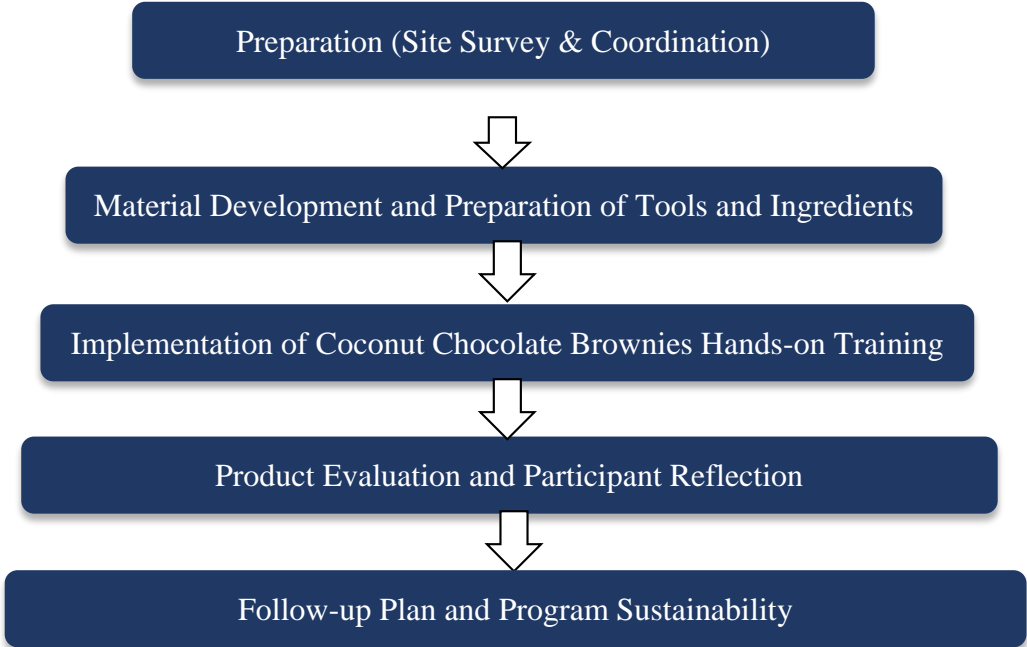 Preparation (Site Survey & Coordination)
Material Development and Preparation of Tools and Ingredients
Implementation of Coconut Chocolate Brownies Hands-on Training
Product Evaluation and Participant Reflection
Follow-up Plan and Program Sustainability